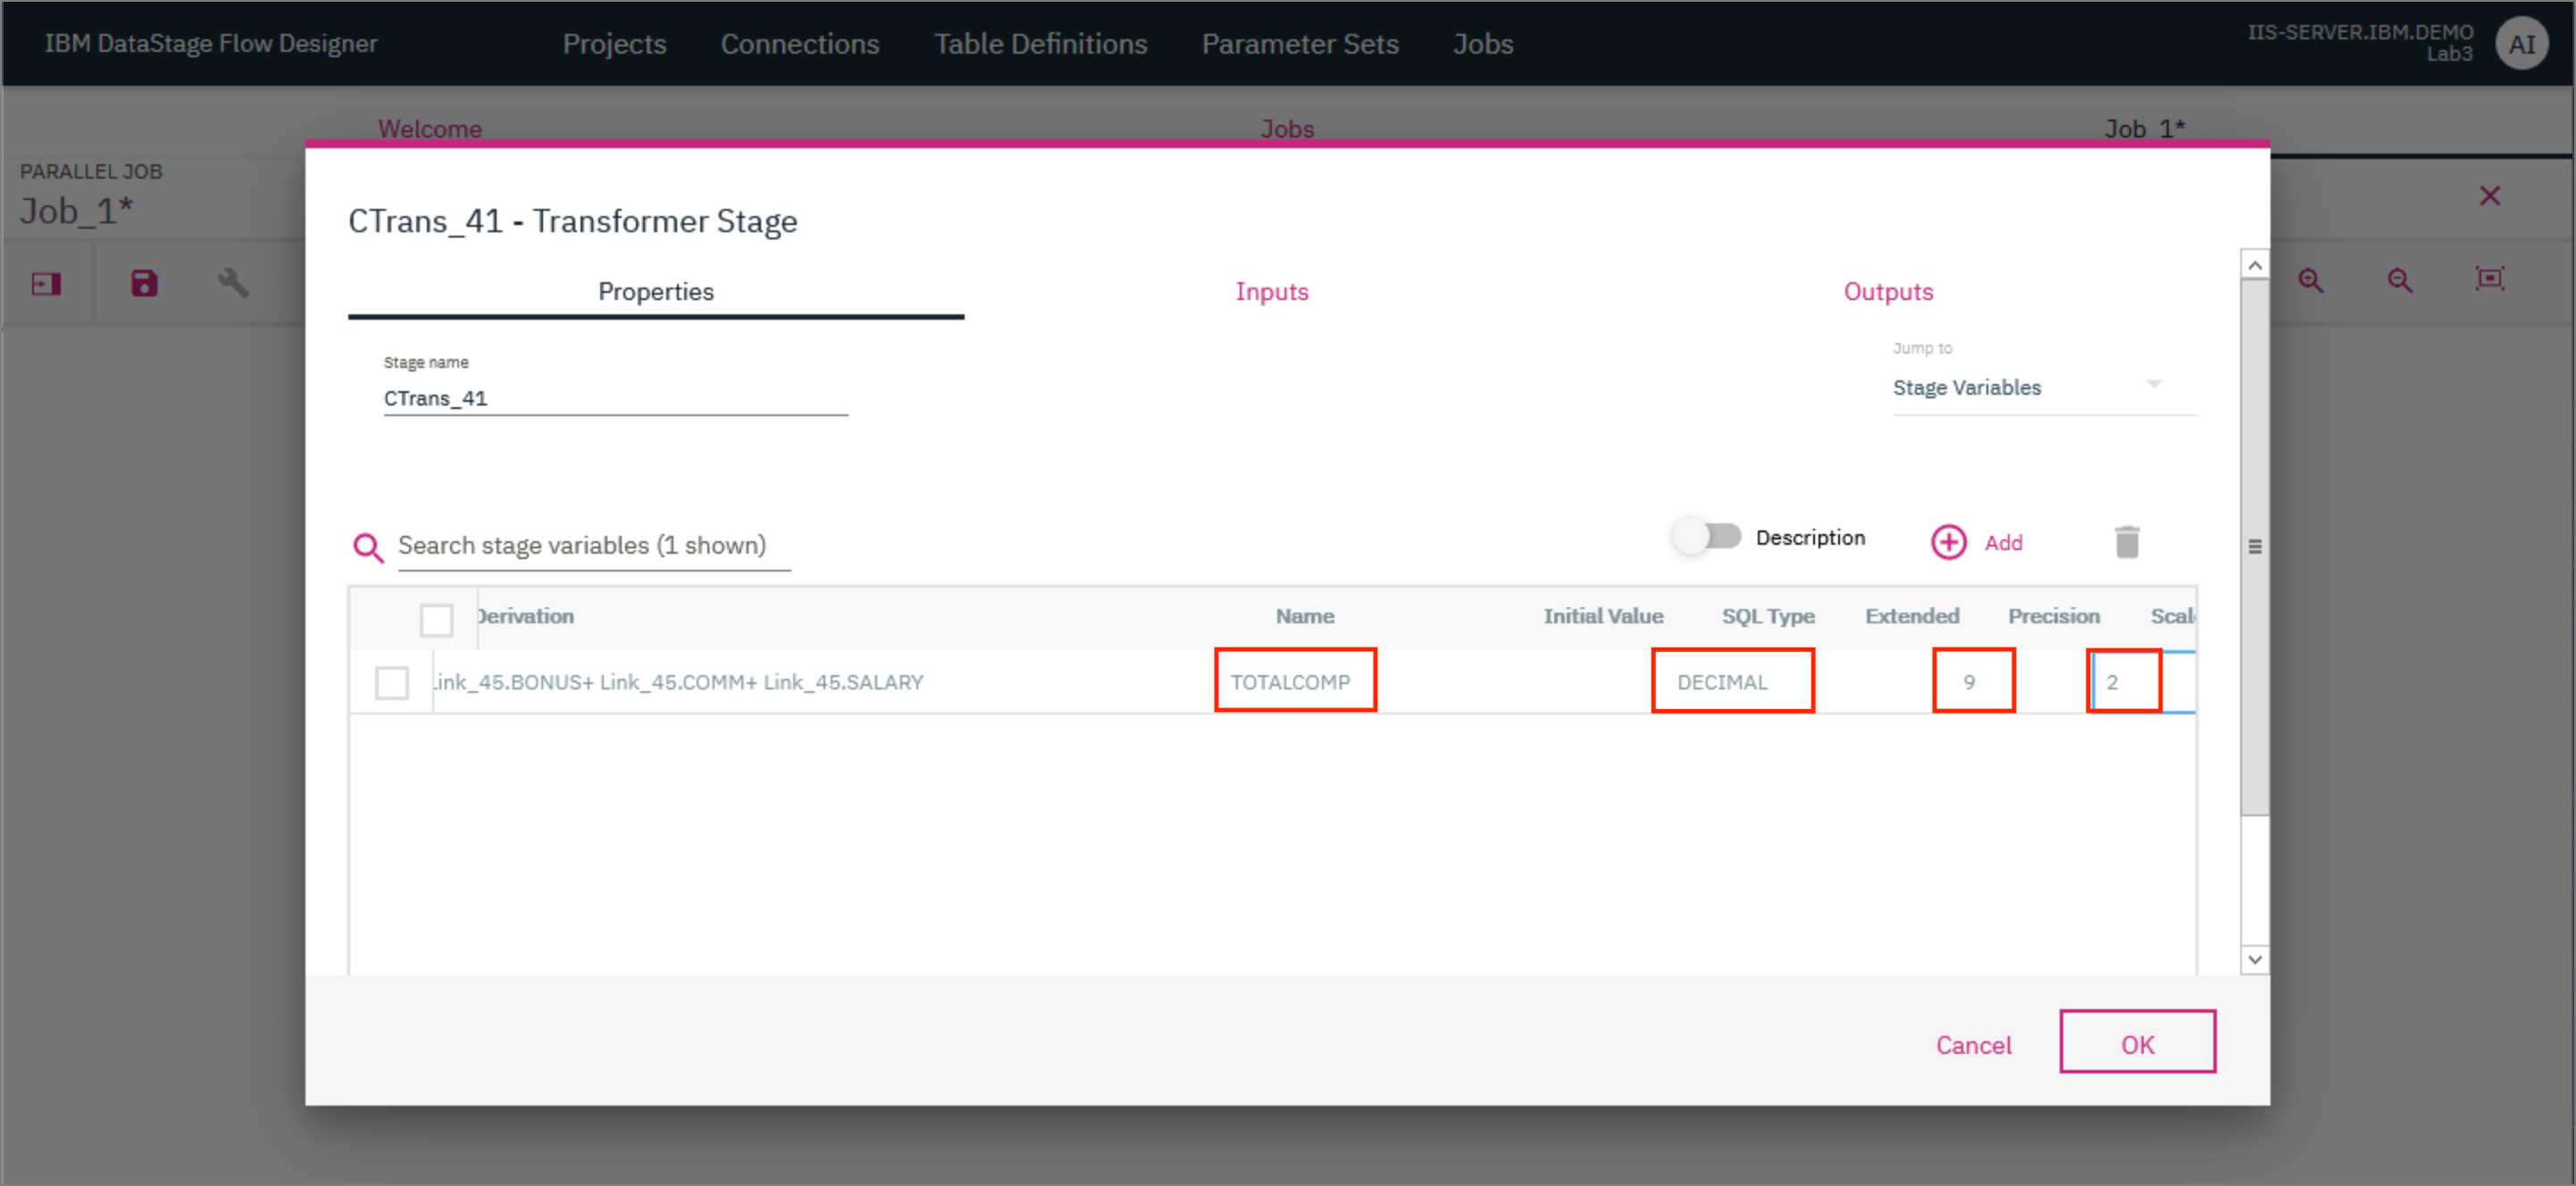 IBM DataStage Flow Designer
Projects
Connections
Table Definitions
Parameter Sets
Jobs
IIS-SERVER.IBM.DEMO
Lab3
AI
Welcome
Jobs
Job_1*
PARALLEL JOB
Job_1*
CTrans_41 - Transformer Stage
Properties
Inputs
Outputs
Stage name
CTrans_41
Jump to
Stage Variables
Search stage variables (1 shown)
Description
Add
Derivation
Name
Initial Value
SQL Type
Extended
Precision
Scal
ink_45.BONUS+ Link_45.COMM+ Link_45.SALARY
TOTALCOMP
DECIMAL
9
2
Cancel
OK